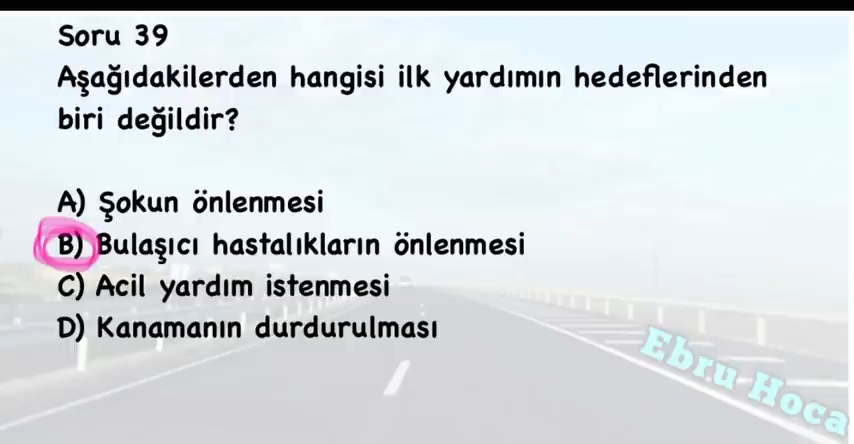 Soru 39
Aşağıdakilerden hangisi ilk yardımın hedeflerinden
biri değildir?
A) Şokun önlenmesi
B) Bulaşıcı hastalıkların önlenmesi
C) Acil yardım istenmesi
D) Kanamanın durdurulması
Ebru Hoca